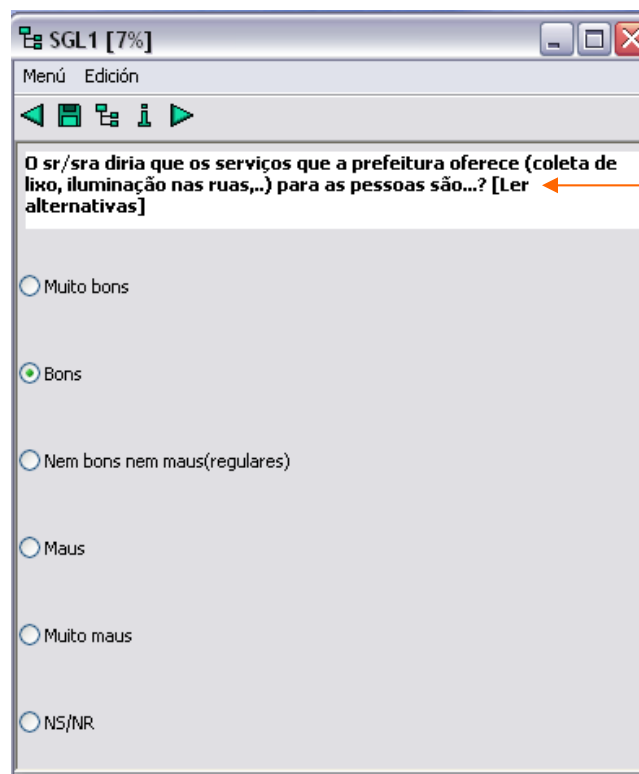 SGL1 [7%]
Menú Edición
O sr/sra diria que os serviços que a prefeitura oferece (coleta de
lixo, iluminação nas ruas,..) para as pessoas são...? [Ler
alternativas]
Muito bons
Bons
Nem bons nem maus(regulares)
Maus
Muito maus
NS/NR